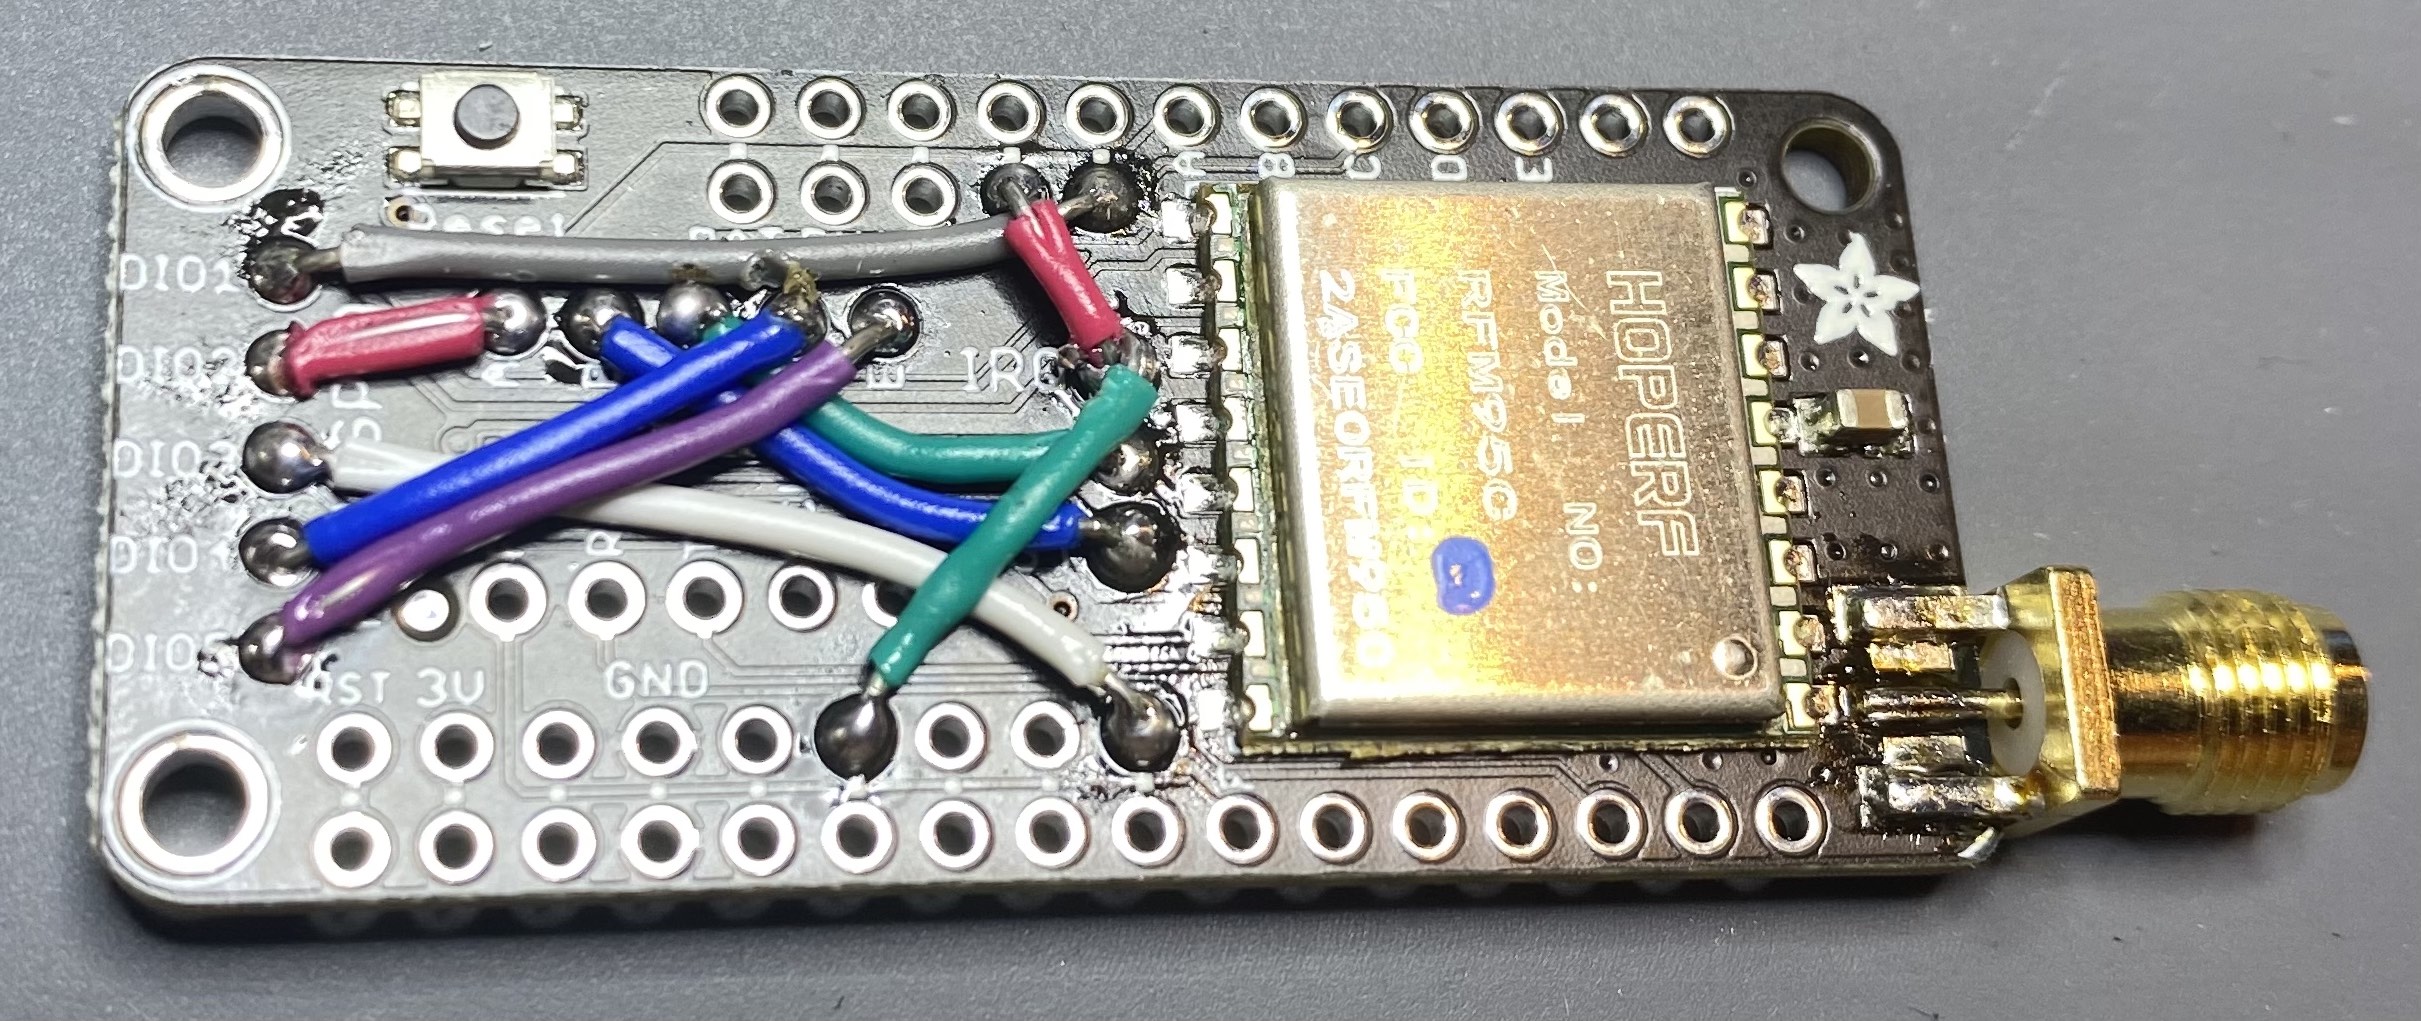 Reset
DIO1
DIO2
DIO3
DIO4
DIO5
RST 3V GND
A
E
IRQ
A
B
C
D
E
HOPERF
Model NO:
RFM95C
FCC ID:
2ASEORFM95C